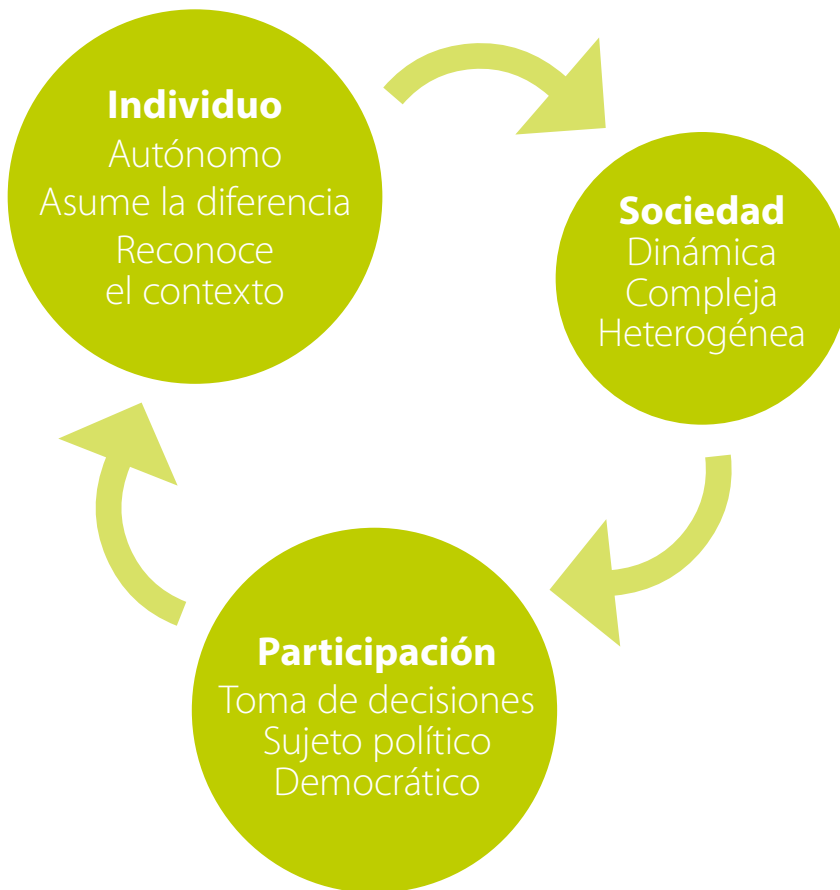 Individuo
Autónomo
Asume la diferencia
Reconoce
el contexto
Sociedad
Dinámica
Compleja
Heterogénea
Participación
Toma de decisiones
Sujeto político
Democrático